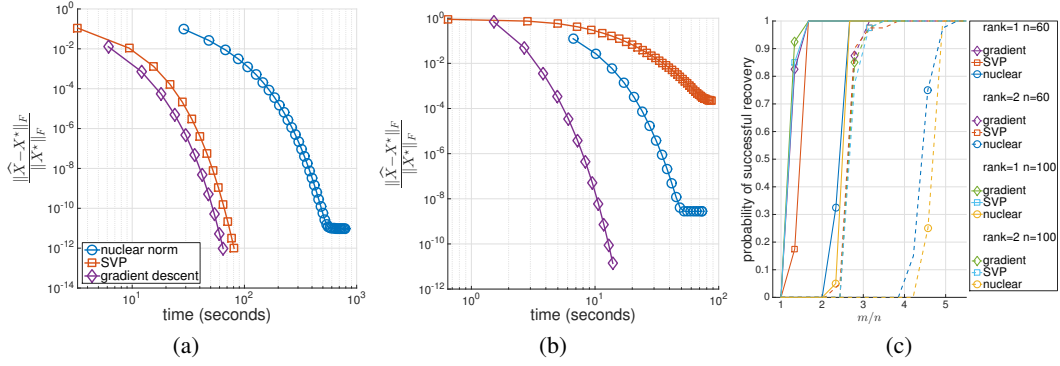 10^0
10^-2
10^-4
10^-6
10^-8
10^-10
10^-12
10^-14
‖X̂−X*‖_F
‖X*‖_F
nuclear norm
SVP
gradient descent
10^1
10^2
10^3
time (seconds)
(a)
10^0
10^-2
10^-4
10^-6
10^-8
10^-10
10^-12
‖X̂−X*‖_F
‖X*‖_F
10^0
10^1
10^2
time (seconds)
(b)
1
0.9
0.8
0.7
0.6
0.5
0.4
0.3
0.2
0.1
0
probability of successful recovery
1 2 3 4 5
m/n
rank=1 n=60
gradient
SVP
nuclear
rank=2 n=60
gradient
SVP
nuclear
rank=1 n=100
gradient
SVP
nuclear
rank=2 n=100
gradient
SVP
nuclear
(c)